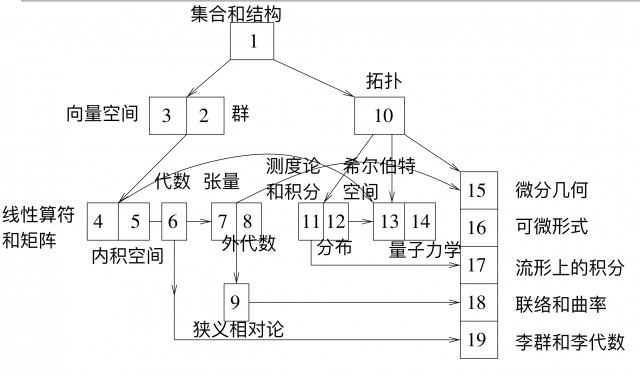 集合和结构
1
拓扑
向量空间
3
2
群
10
测度论
和积分
希尔伯特
空间
代数
张量
15
微分几何
线性算符
和矩阵
4
5
6
7
8
11
12
13
14
16
可微形式
内积空间
外代数
分布
量子力学
17
流形上的积分
9
18
联络和曲率
狭义相对论
19
李群和李代数